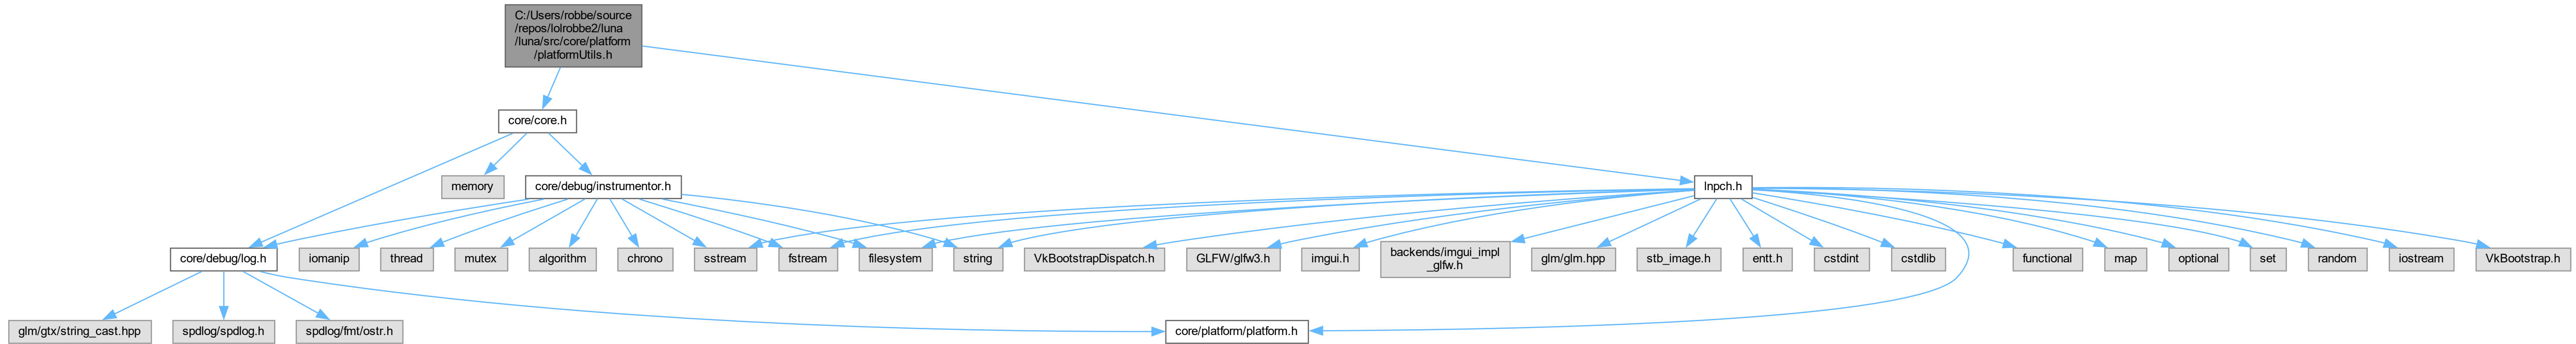 C:/Users/robbe/source
/repos/lolrobbe2/luna
/luna/src/core/platform
/platformUtils.h
core/core.h
memory
core/debug/instrumentor.h
lnpch.h
core/debug/log.h
iomanip
thread
mutex
algorithm
chrono
sstream
fstream
filesystem
string
VkBootstrapDispatch.h
GLFW/glfw3.h
imgui.h
backends/imgui_impl
_glfw.h
glm/glm.hpp
stb_image.h
entt.h
cstdint
cstdlib
functional
map
optional
set
random
iostream
VkBootstrap.h
glm/gtx/string_cast.hpp
spdlog/spdlog.h
spdlog/fmt/ostr.h
core/platform/platform.h